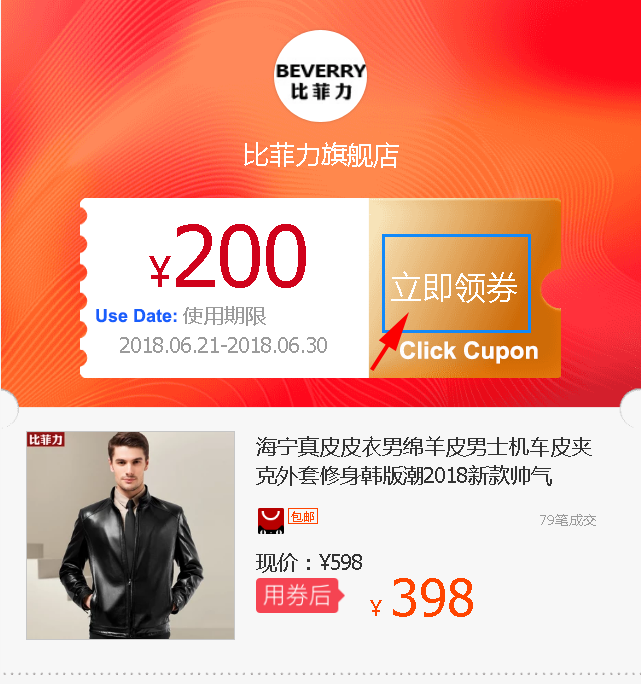 BEVERRY
比菲力
比菲力旗舰店
¥200
立即领券
Use Date: 使用期限
2018.06.21-2018.06.30
Click Cupon
比菲力
海宁真皮皮衣男绵羊皮男士机车皮夹
克外套修身韩版潮2018新款帅气
包邮
79笔成交
现价：¥598
用券后
¥ 398